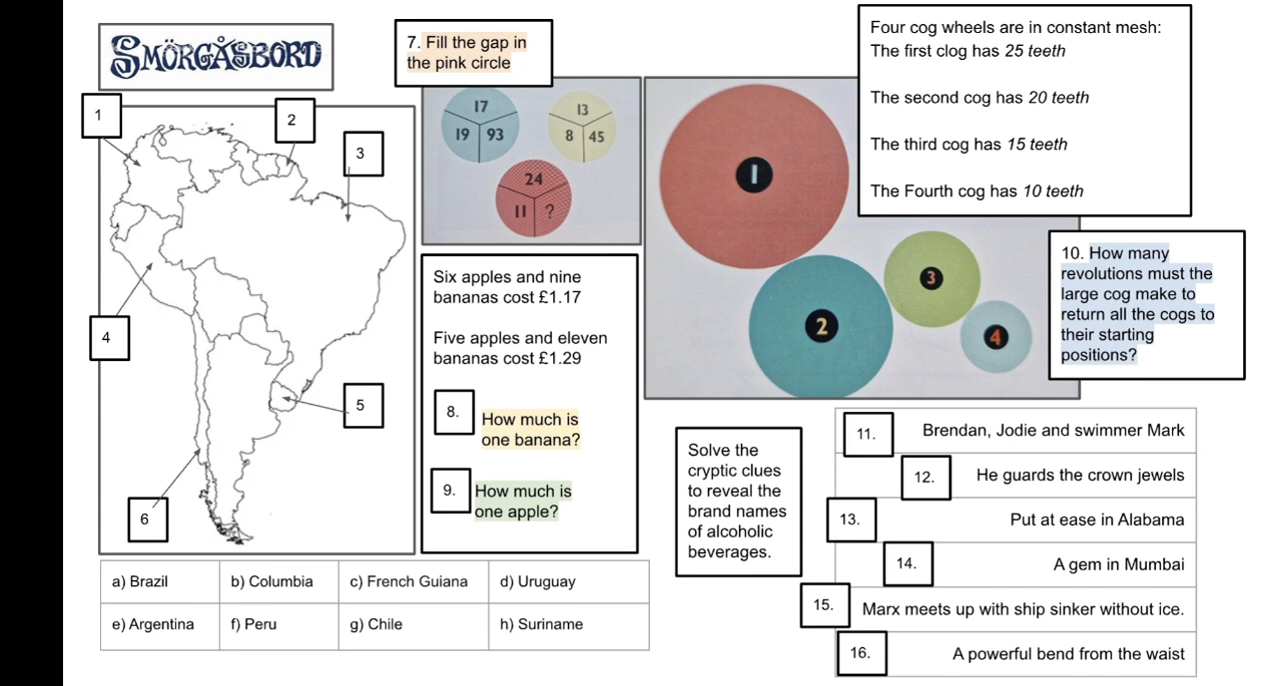 SMÖRGÅSBORD
1
2
3
4
5
6
a) Brazil
b) Columbia
c) French Guiana
d) Uruguay
e) Argentina
f) Peru
g) Chile
h) Suriname
7. Fill the gap in
the pink circle
17
19 93
13
8 45
24
11 ?
Six apples and nine
bananas cost £1.17
Five apples and eleven
bananas cost £1.29
8. How much is
one banana?
9. How much is
one apple?
Four cog wheels are in constant mesh:
The first clog has 25 teeth
The second cog has 20 teeth
The third cog has 15 teeth
The Fourth cog has 10 teeth
1
2
3
4
10. How many
revolutions must the
large cog make to
return all the cogs to
their starting
positions?
Solve the
cryptic clues
to reveal the
brand names
of alcoholic
beverages.
11. Brendan, Jodie and swimmer Mark
12. He guards the crown jewels
13. Put at ease in Alabama
14. A gem in Mumbai
15. Marx meets up with ship sinker without ice.
16. A powerful bend from the waist